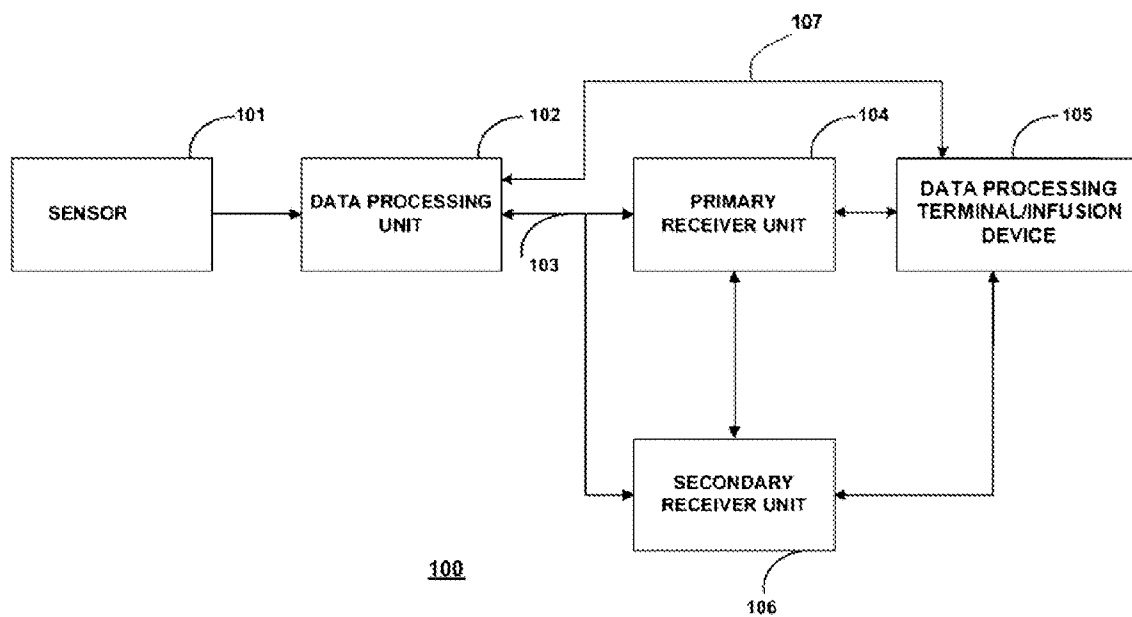 107
101
102
104
105
SENSOR
DATA PROCESSING
UNIT
PRIMARY
RECEIVER UNIT
DATA PROCESSING
TERMINAL/INFUSION
DEVICE
103
SECONDARY
RECEIVER UNIT
100
106